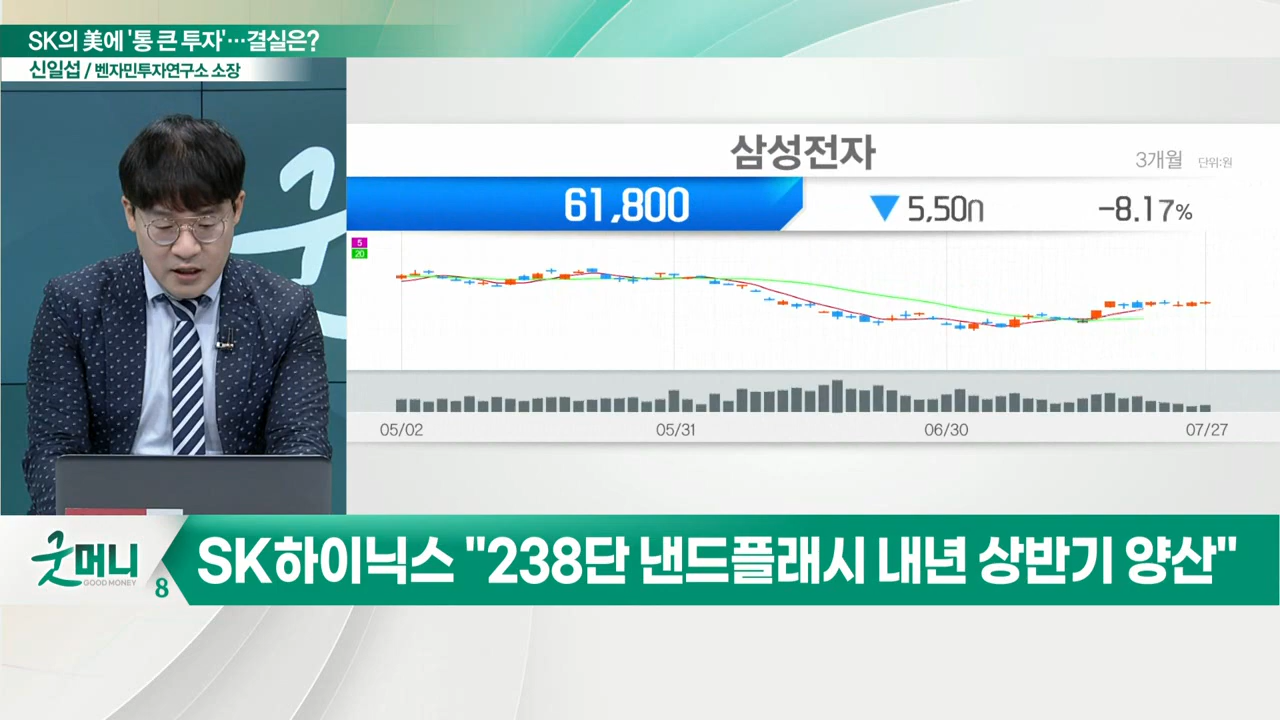 SK의 美에 '통 큰 투자'…결실은?
신일섭 / 벤자민투자연구소 소장
삼성전자
3개월 단위:원
61,800 ▼ 5,50 -8.17%
5
20
05/02 05/31 06/30 07/27
굿머니
GOOD MONEY
8
SK하이닉스 "238단 낸드플래시 내년 상반기 양산"